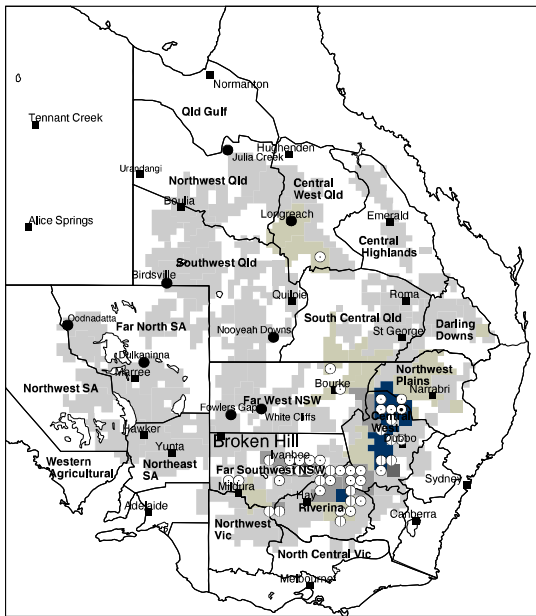 Normanton
Qld Gulf
Tennant Creek
Julia Creek
Hughenden
Urandangi
Northwest Qld
Central
West Qld
Boulia
Longreach
Emerald
Alice Springs
Central
Highlands
Southwest Qld
Birdsville
Quilpie
Roma
South Central Qld
Oodnadatta
Far North SA
Nooyeah Downs
St George
Darling
Downs
Dulkaninna
Marree
Northwest
Plains
Northwest SA
Bourke
Narrabri
Far West NSW
Fowlers Gap
White Cliffs
Central
West
Hawker
Broken Hill
Dubbo
Yunta
Ivanhoe
Western
Agricultural
Northeast
SA
Far Southwest NSW
Sydney
Mildura
Hay
Riverina
Adelaide
Canberra
Northwest
Vic
North Central Vic
Melbourne